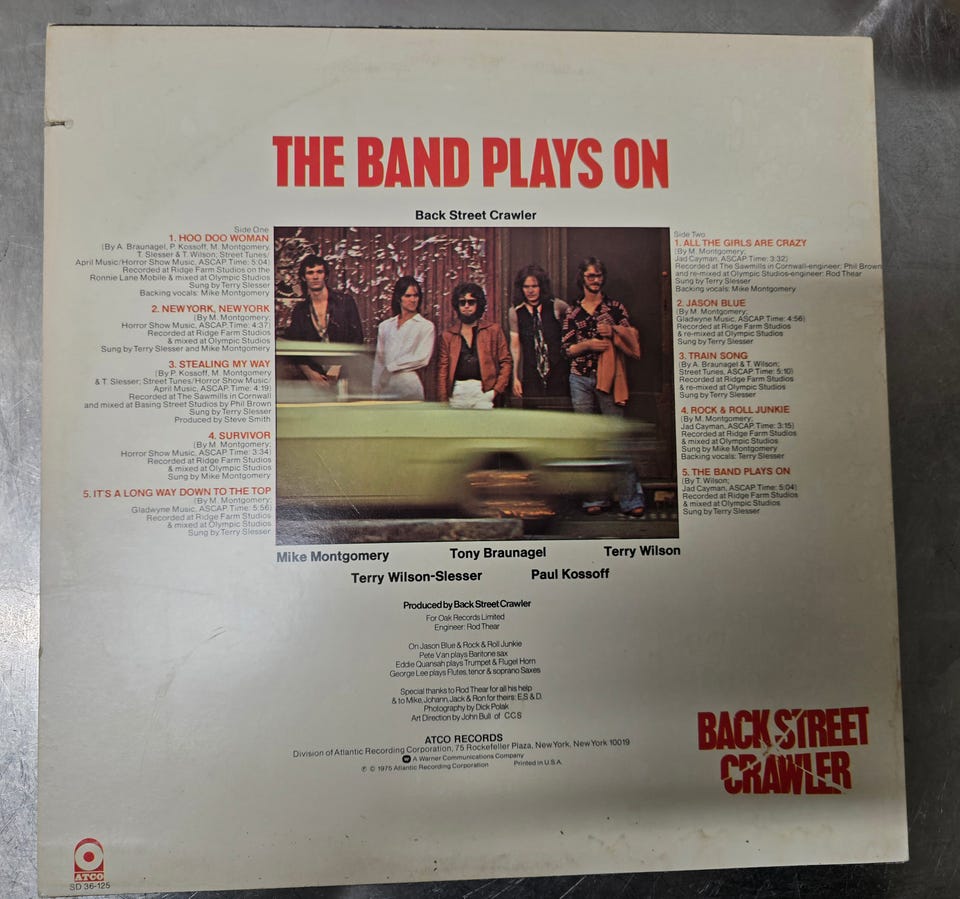 THE BAND PLAYS ON
Back Street Crawler
Side One
1. HOO DOO WOMAN
(By A. Braunagel, P. Kossoff, M. Montgomery,
T. Slesser & T. Wilson; Street Tunes/
April Music/Horror Show Music, ASCAP Time: 5:04)
Recorded at Ridge Farm Studios on the
Ronnie Lane Mobile & mixed at Olympic Studios
Sung by Terry Slesser
Backing vocals: Mike Montgomery
2. NEW YORK, NEW YORK
(By M. Montgomery;
Horror Show Music, ASCAP Time: 4:37)
Recorded at Ridge Farm Studios
& mixed at Olympic Studios
Sung by Terry Slesser and Mike Montgomery
3. STEALING MY WAY
(By P. Kossoff, M. Montgomery
& T. Slesser; Street Tunes/Horror Show Music/
April Music, ASCAP Time: 4:19)
Recorded at The Sawmills in Cornwall
and mixed at Basing Street Studios by Phil Brown
Sung by Terry Slesser
Produced by Steve Smith
4. SURVIVOR
(By M. Montgomery;
Horror Show Music, ASCAP Time: 3:34)
Recorded at Ridge Farm Studios
& mixed at Olympic Studios
Sung by Mike Montgomery
5. IT'S A LONG WAY DOWN TO THE TOP
(By M. Montgomery;
Gladwyne Music, ASCAP Time: 5:56)
Recorded at Ridge Farm Studios
& mixed at Olympic Studios
Sung by Terry Slesser
Side Two
1. ALL THE GIRLS ARE CRAZY
(By M. Montgomery;
Jad Cayman, ASCAP Time: 3:32)
Recorded at The Sawmills in Cornwall-engineer: Phil Brown
and re-mixed at Olympic Studios-engineer: Rod Thear
Sung by Terry Slesser
Backing vocals: Mike Montgomery
2. JASON BLUE
(By M. Montgomery;
Gladwyne Music, ASCAP Time: 4:56)
Recorded at Ridge Farm Studios
& re-mixed at Olympic Studios
Sung by Terry Slesser
3. TRAIN SONG
(By A. Braunagel & T. Wilson;
Street Tunes, ASCAP Time: 5:10)
Recorded at Ridge Farm Studios
& re-mixed at Olympic Studios
Sung by Terry Slesser
4. ROCK & ROLL JUNKIE
(By M. Montgomery;
Jad Cayman, ASCAP Time: 3:15)
Recorded at Ridge Farm Studios
& mixed at Olympic Studios
Sung by Mike Montgomery
Backing vocals: Terry Slesser
5. THE BAND PLAYS ON
(By T. Wilson;
Jad Cayman, ASCAP Time: 5:04)
Recorded at Ridge Farm Studios
& mixed at Olympic Studios
Sung by Terry Slesser
Mike Montgomery Tony Braunagel Terry Wilson
Terry Wilson-Slesser Paul Kossoff
Produced by Back Street Crawler
For Oak Records Limited
Engineer: Rod Thear
On Jason Blue & Rock & Roll Junkie
Pete Van plays Baritone sax
Eddie Quansah plays Trumpet & Flugel Horn
George Lee plays Flutes, tenor & soprano Saxes
Special thanks to Rod Thear for all his help
& to Mike, Johann, Jack & Ron for theirs: E,S & D.
Photography by Dick Polak
Art Direction by John Bull of CCS
ATCO RECORDS
Division of Atlantic Recording Corporation, 75 Rockefeller Plaza, New York, New York 10019
A Warner Communications Company
℗ © 1975 Atlantic Recording Corporation Printed in U.S.A.
BACK STREET
CRAWLER
ATCO
SD 36-125